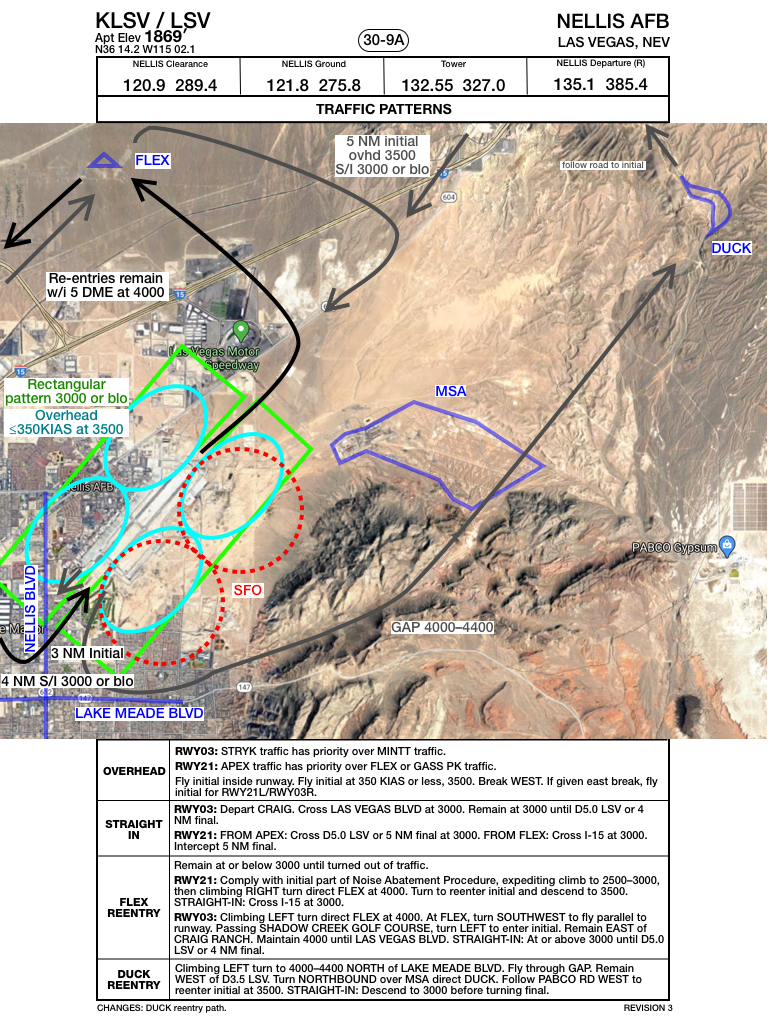 KLSV / LSV
Apt Elev 1869′
N36 14.2 W115 02.1
30-9A
NELLIS AFB
LAS VEGAS, NEV
NELLIS Clearance
120.9 289.4
NELLIS Ground
121.8 275.8
Tower
132.55 327.0
NELLIS Departure (R)
135.1 385.4
TRAFFIC PATTERNS
FLEX
5 NM initial
ovhd 3500
S/I 3000 or blo
15
604
follow road to initial
DUCK
Re-entries remain
w/i 5 DME at 4000
15
Las Vegas Motor
Speedway
15
Rectangular
pattern 3000 or blo
Overhead
≤350KIAS at 3500
MSA
Nellis AFB
PABCO Gypsum
SFO
NELLIS BLVD
GAP 4000–4400
3 NM Initial
4 NM S/I 3000 or blo
147
147
LAKE MEADE BLVD
OVERHEAD
RWY03: STRYK traffic has priority over MINTT traffic.
RWY21: APEX traffic has priority over FLEX or GASS PK traffic.
Fly initial inside runway. Fly initial at 350 KIAS or less, 3500. Break WEST. If given east break, fly
initial for RWY21L/RWY03R.
STRAIGHT
IN
RWY03: Depart CRAIG. Cross LAS VEGAS BLVD at 3000. Remain at 3000 until D5.0 LSV or 4
NM final.
RWY21: FROM APEX: Cross D5.0 LSV or 5 NM final at 3000. FROM FLEX: Cross I-15 at 3000.
Intercept 5 NM final.
FLEX
REENTRY
Remain at or below 3000 until turned out of traffic.
RWY21: Comply with initial part of Noise Abatement Procedure, expediting climb to 2500–3000,
then climbing RIGHT turn direct FLEX at 4000. Turn to reenter initial and descend to 3500.
STRAIGHT-IN: Cross I-15 at 3000.
RWY03: Climbing LEFT turn direct FLEX at 4000. At FLEX, turn SOUTHWEST to fly parallel to
runway. Passing SHADOW CREEK GOLF COURSE, turn LEFT to enter initial. Remain EAST of
CRAIG RANCH. Maintain 4000 until LAS VEGAS BLVD. STRAIGHT-IN: At or above 3000 until D5.0
LSV or 4 NM final.
DUCK
REENTRY
Climbing LEFT turn to 4000–4400 NORTH of LAKE MEADE BLVD. Fly through GAP. Remain
WEST of D3.5 LSV. Turn NORTHBOUND over MSA direct DUCK. Follow PABCO RD WEST to
reenter initial at 3500. STRAIGHT-IN: Descend to 3000 before turning final.
CHANGES: DUCK reentry path.
REVISION 3